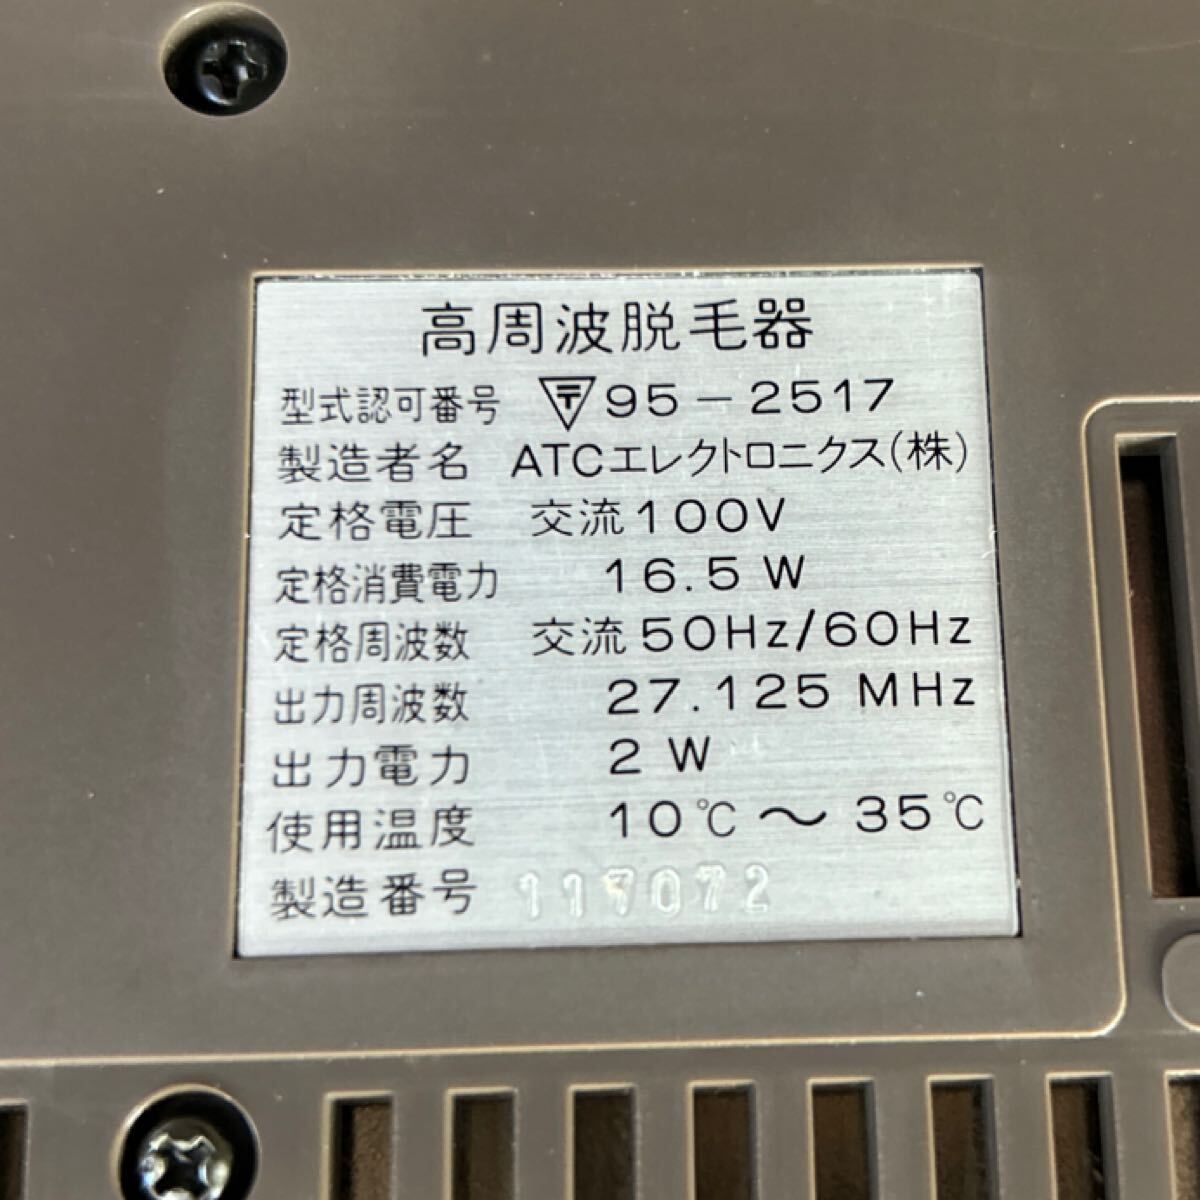 高周波脱毛器
型式認可番号 〒95-2517
製造者名 ATCエレクトロニクス(株)
定格電圧 交流100V
定格消費電力 16.5 W
定格周波数 交流50Hz/60Hz
出力周波数 27.125 MHz
出力電力 2 W
使用温度 10℃〜35℃
製造番号 117072